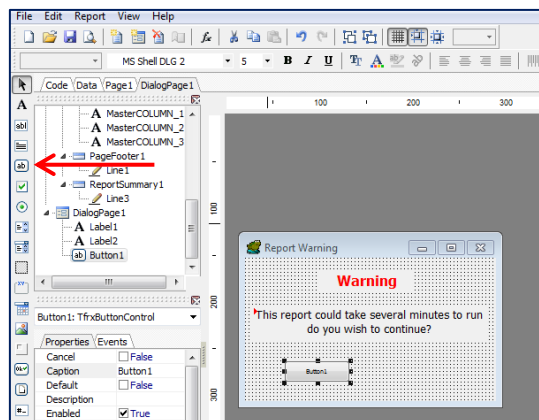 File Edit Report View Help
MS Shell DLG 2 5 B I U
Code Data Page1 DialogPage1
100 200 300
A MasterCOLUMN_1
A MasterCOLUMN_2
A MasterCOLUMN_3
PageFooter1
Line1
ReportSummary1
Line3
DialogPage1
A Label1
A Label2
ab Button1
100
200
300
Report Warning
Warning
This report could take several minutes to run
do you wish to continue?
Button1
Button1: TfrxButtonControl
Properties Events
Cancel False
Caption Button1
Default False
Description
Enabled True